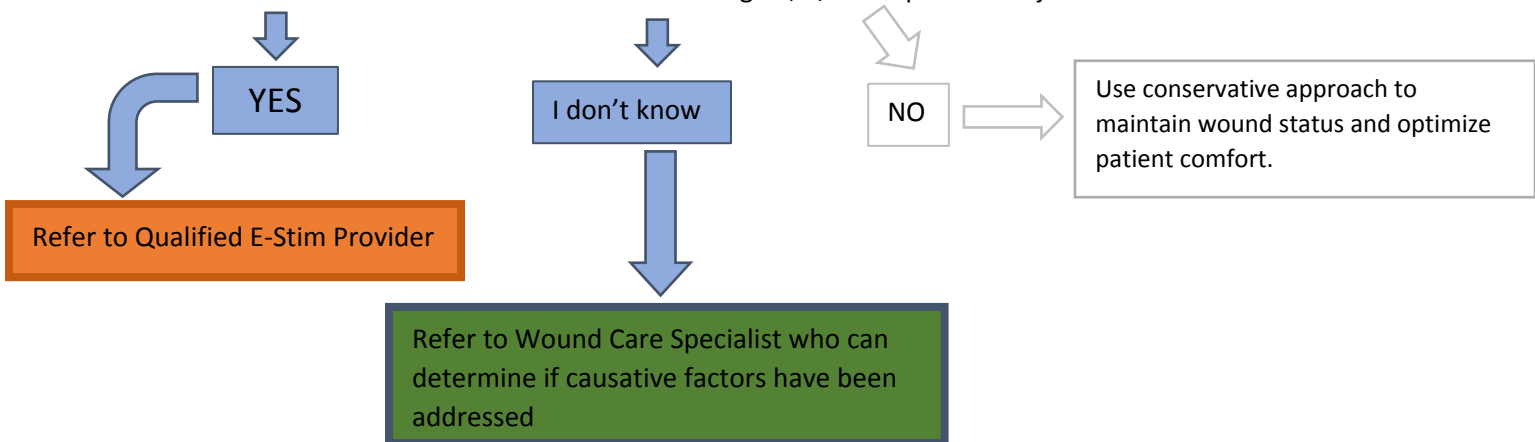 YES
I don't know
NO
Use conservative approach to
maintain wound status and optimize
patient comfort.
Refer to Qualified E-Stim Provider
Refer to Wound Care Specialist who can
determine if causative factors have been
addressed